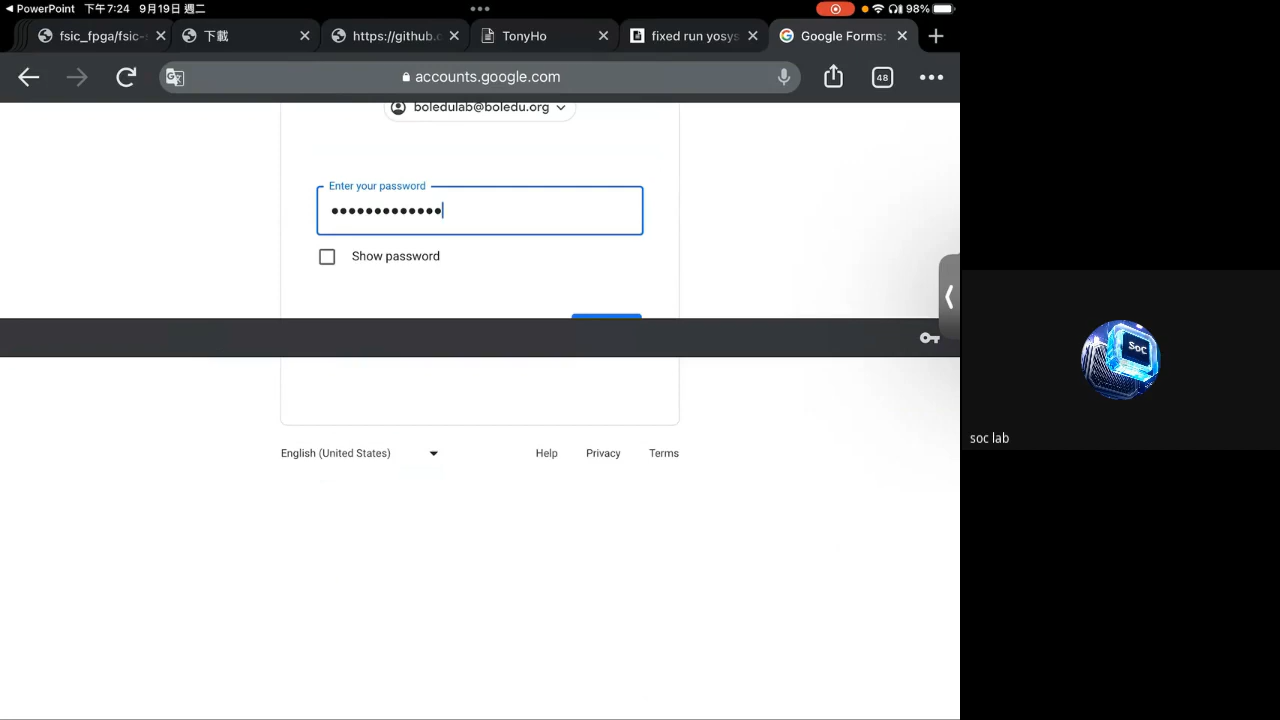 ◀ PowerPoint 下午7:24 9月19日 週二
98%
fsic_fpga/fsic-
下載
https://github.c
TonyHo
fixed run yosys
Google Forms:
accounts.google.com
48
boledulab@boledu.org
Enter your password
•••••••••••••
Show password
English (United States)
Help Privacy Terms
SoC
soc lab